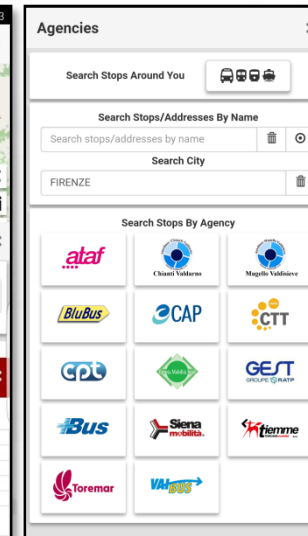 3
Agencies
Search Stops Around You
Search Stops/Addresses By Name
Search stops/addresses by name
Search City
FIRENZE
Search Stops By Agency
ataf
Chianti Valdarno
Mugello Valdisieve
BluBus
CAP
CTT
cpt
GEST
GROUPE RATP
Bus
Siena
mobilità.
tiemme
Toremar
VAIBUS